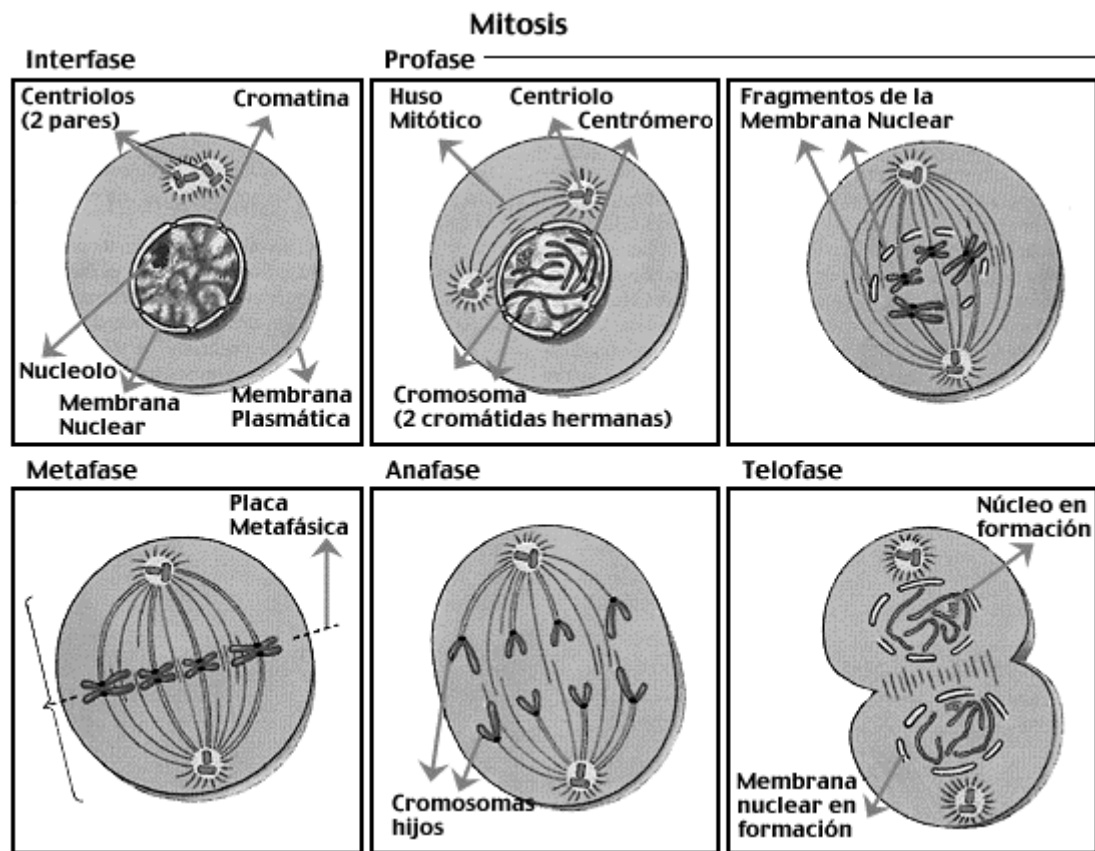 Mitosis
Interfase
Centriolos
(2 pares)
Cromatina
Nucleolo
Membrana
Nuclear
Membrana
Plasmática
Profase
Huso
Mitótico
Centriolo
Centrómero
Cromosoma
(2 cromátidas hermanas)
Fragmentos de la
Membrana Nuclear
Metafase
Placa
Metafásica
Anafase
Cromosomas
hijos
Telofase
Núcleo en
formación
Membrana
nuclear en
formación